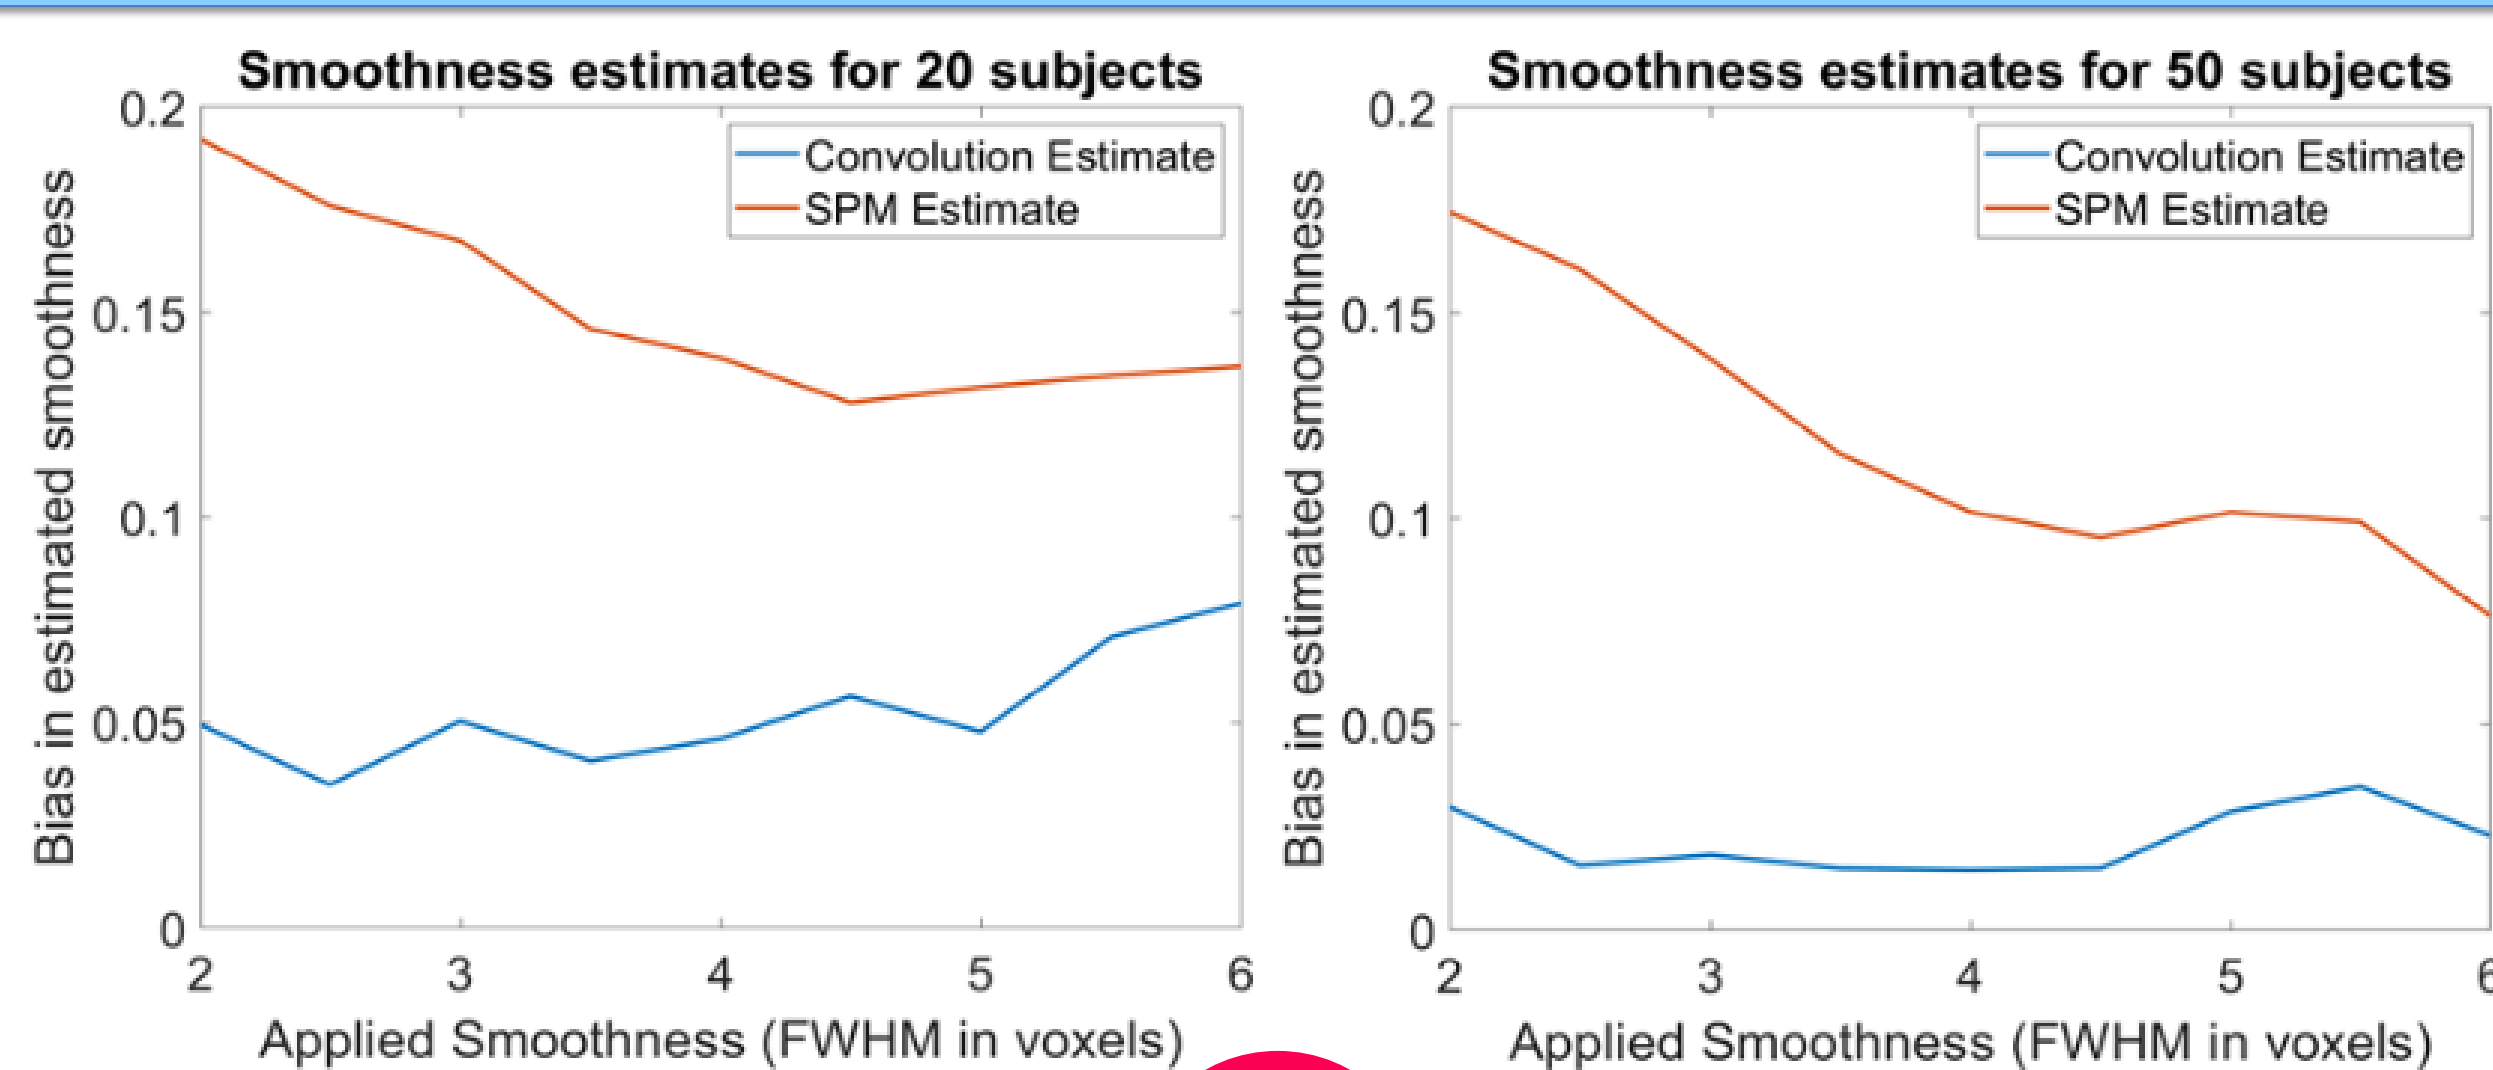 Smoothness estimates for 20 subjects
0.2
0.15
0.1
0.05
0
Bias in estimated smoothness
Convolution Estimate
SPM Estimate
2 3 4 5 6
Applied Smoothness (FWHM in voxels)
Smoothness estimates for 50 subjects
0.2
0.15
0.1
0.05
0
Bias in estimated smoothness
Convolution Estimate
SPM Estimate
2 3 4 5 6
Applied Smoothness (FWHM in voxels)